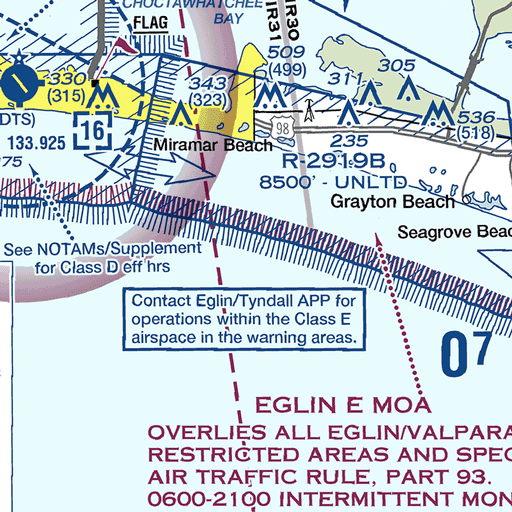 CHOCTAWHATCHEE
BAY
FLAG
IR30
IR31
509
(499)
305
311
330
(315)
343
(323)
536
(518)
DTS)
133.925
16
98
235
Miramar Beach
R-2919B
8500' - UNLTD
Grayton Beach
Seagrove Beac
See NOTAMs/Supplement
for Class D eff hrs
Contact Eglin/Tyndall APP for
operations within the Class E
airspace in the warning areas.
07
EGLIN E MOA
OVERLIES ALL EGLIN/VALPARA
RESTRICTED AREAS AND SPEC
AIR TRAFFIC RULE, PART 93.
0600-2100 INTERMITTENT MON